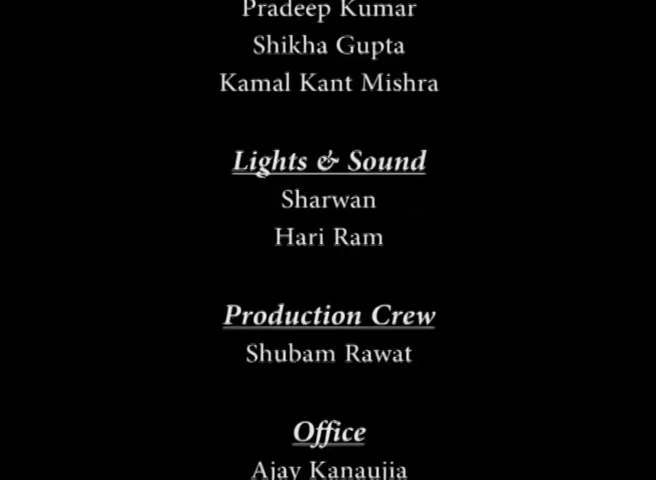 Pradeep Kumar
Shikha Gupta
Kamal Kant Mishra
Lights & Sound
Sharwan
Hari Ram
Production Crew
Shubam Rawat
Office
Ajay Kanaujia